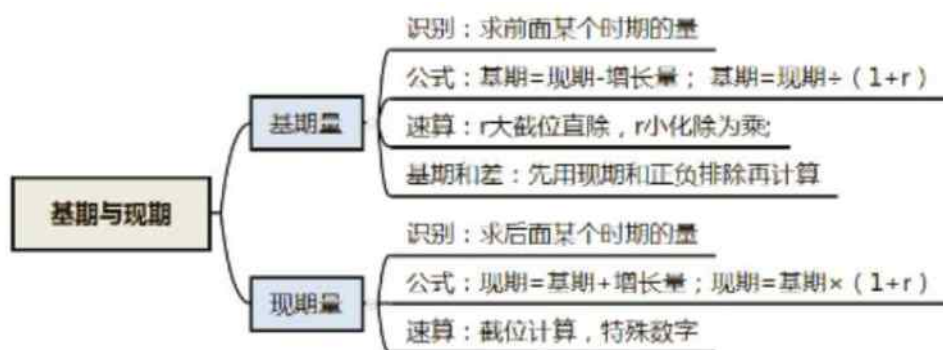 识别：求前面某个时期的量
公式：基期=现期-增长量； 基期=现期÷（1+r）
基期量
速算：r大截位直除，r小化除为乘;
基期和差：先用现期和正负排除再计算
基期与现期
识别：求后面某个时期的量
公式：现期=基期+增长量；现期=基期×（1+r）
现期量
速算：截位计算，特殊数字